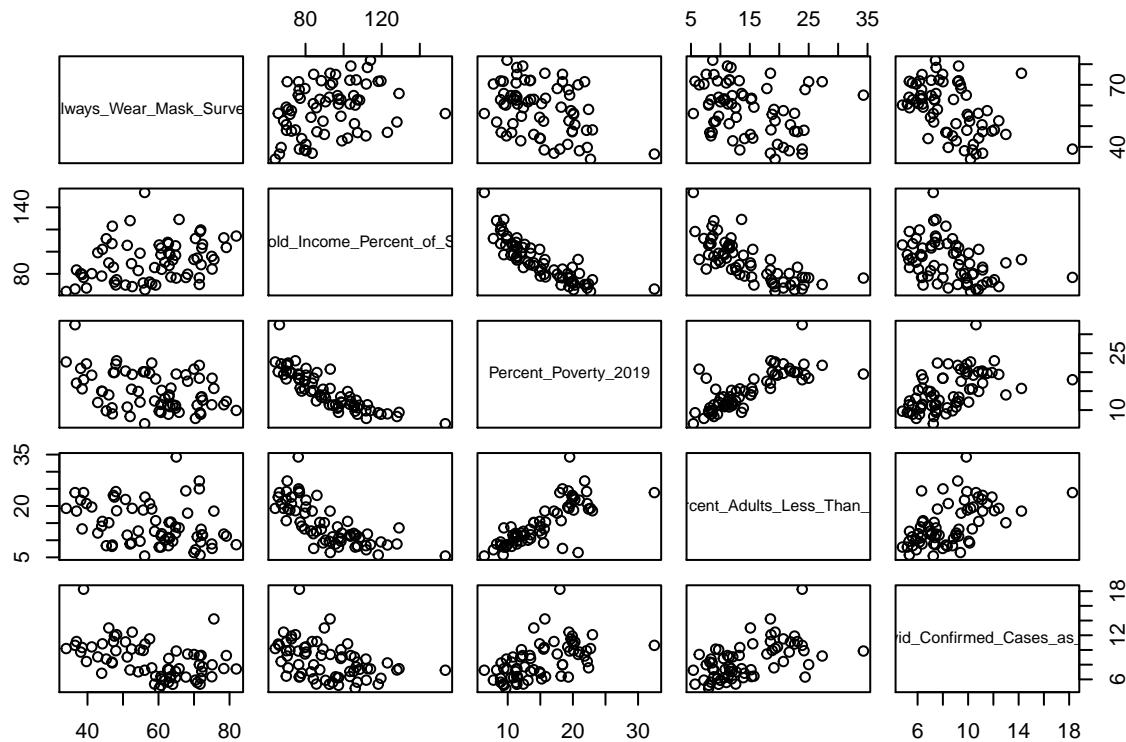 80 120
5 15 25 35
lways_Wear_Mask_Surve
40 70
80 140
old_Income_Percent_of_S
Percent_Poverty_2019
10 25
5 20 35
rcent_Adults_Less_Than_
vid_Confirmed_Cases_as_
6 12 18
40 60 80
10 20 30
6 10 14 18